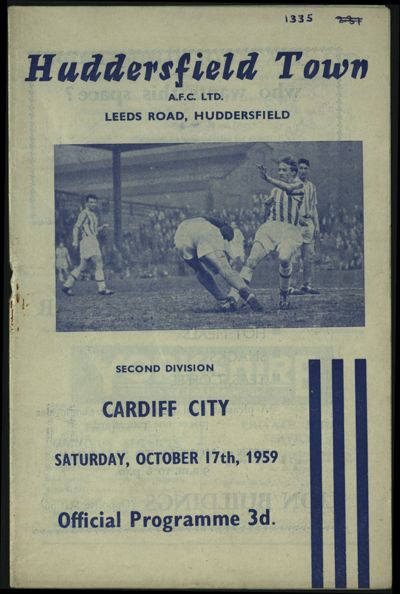 1335
Huddersfield Town
A.F.C. LTD.
LEEDS ROAD, HUDDERSFIELD
SECOND DIVISION
CARDIFF CITY
SATURDAY, OCTOBER 17th, 1959
Official Programme 3d.